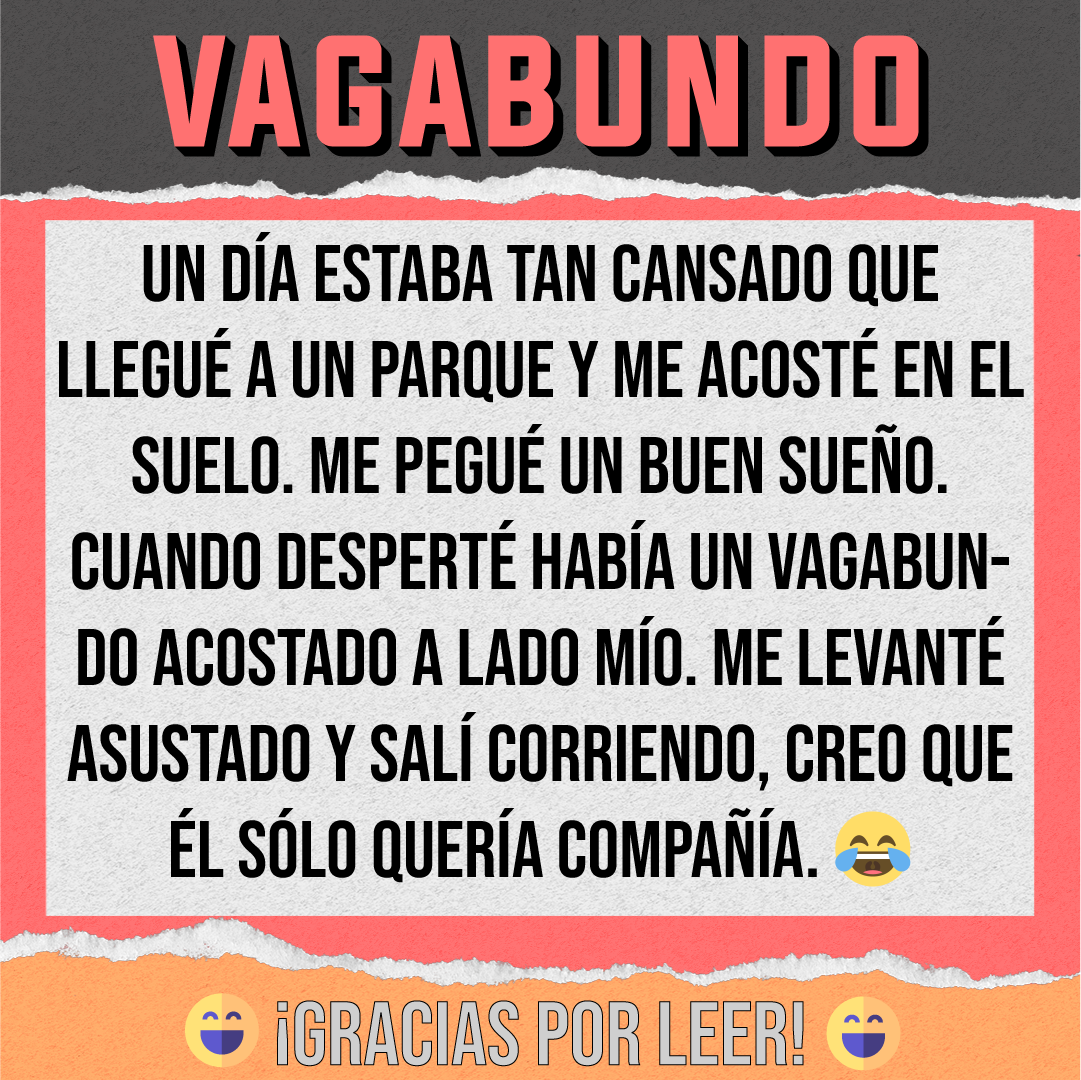 VAGABUNDO
UN DÍA ESTABA TAN CANSADO QUE
LLEGUÉ A UN PARQUE Y ME ACOSTÉ EN EL
SUELO. ME PEGUÉ UN BUEN SUEÑO.
CUANDO DESPERTÉ HABÍA UN VAGABUN-
DO ACOSTADO A LADO MÍO. ME LEVANTÉ
ASUSTADO Y SALÍ CORRIENDO, CREO QUE
ÉL SÓLO QUERÍA COMPAÑÍA. 😂
¡GRACIAS POR LEER!